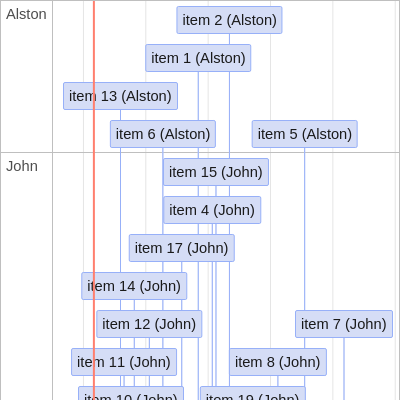 Alston
item 2 (Alston)
item 1 (Alston)
item 13 (Alston)
item 6 (Alston)
item 5 (Alston)
John
item 15 (John)
item 4 (John)
item 17 (John)
item 14 (John)
item 12 (John)
item 7 (John)
item 11 (John)
item 8 (John)
item 10 (John)
item 19 (John)